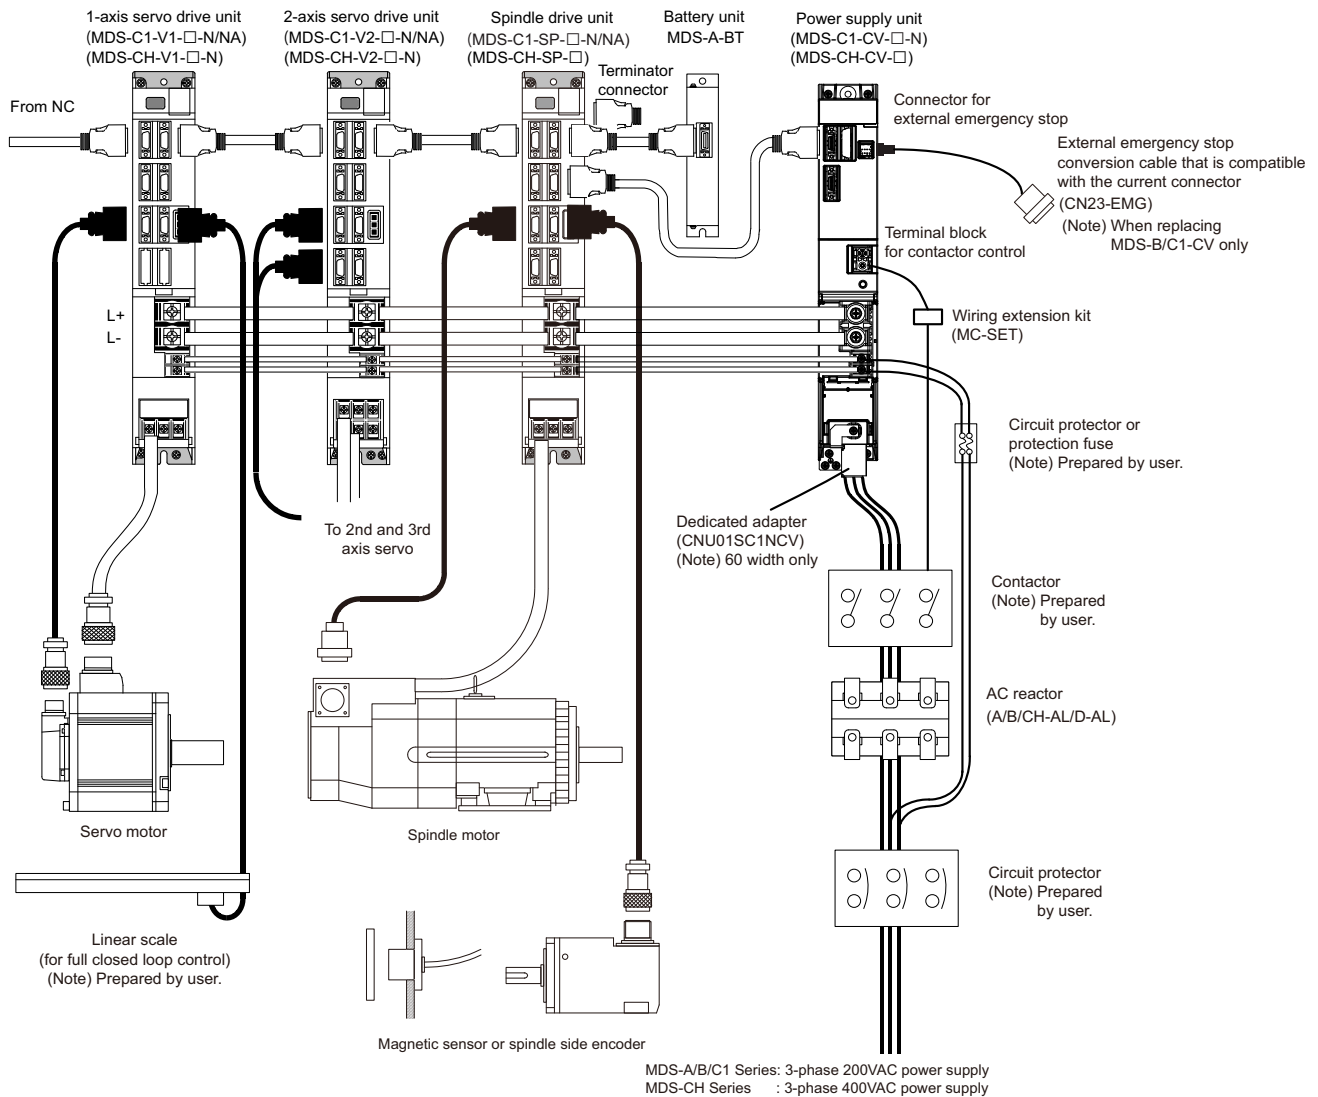 1-axis servo drive unit
(MDS-C1-V1-□-N/NA)
(MDS-CH-V1-□-N)
2-axis servo drive unit
(MDS-C1-V2-□-N/NA)
(MDS-CH-V2-□-N)
Spindle drive unit
(MDS-C1-SP-□-N/NA)
(MDS-CH-SP-□)
Battery unit
MDS-A-BT
Power supply unit
(MDS-C1-CV-□-N)
(MDS-CH-CV-□)
Terminator
connector
From NC
Connector for
external emergency stop
External emergency stop
conversion cable that is compatible
with the current connector
(CN23-EMG)
(Note) When replacing
MDS-B/C1-CV only
Terminal block
for contactor control
L+
L-
Wiring extension kit
(MC-SET)
Circuit protector or
protection fuse
(Note) Prepared by user.
To 2nd and 3rd
axis servo
Dedicated adapter
(CNU01SC1NCV)
(Note) 60 width only
Contactor
(Note) Prepared
by user.
AC reactor
(A/B/CH-AL/D-AL)
Servo motor
Spindle motor
Circuit protector
(Note) Prepared
by user.
Linear scale
(for full closed loop control)
(Note) Prepared by user.
Magnetic sensor or spindle side encoder
MDS-A/B/C1 Series: 3-phase 200VAC power supply
MDS-CH Series : 3-phase 400VAC power supply